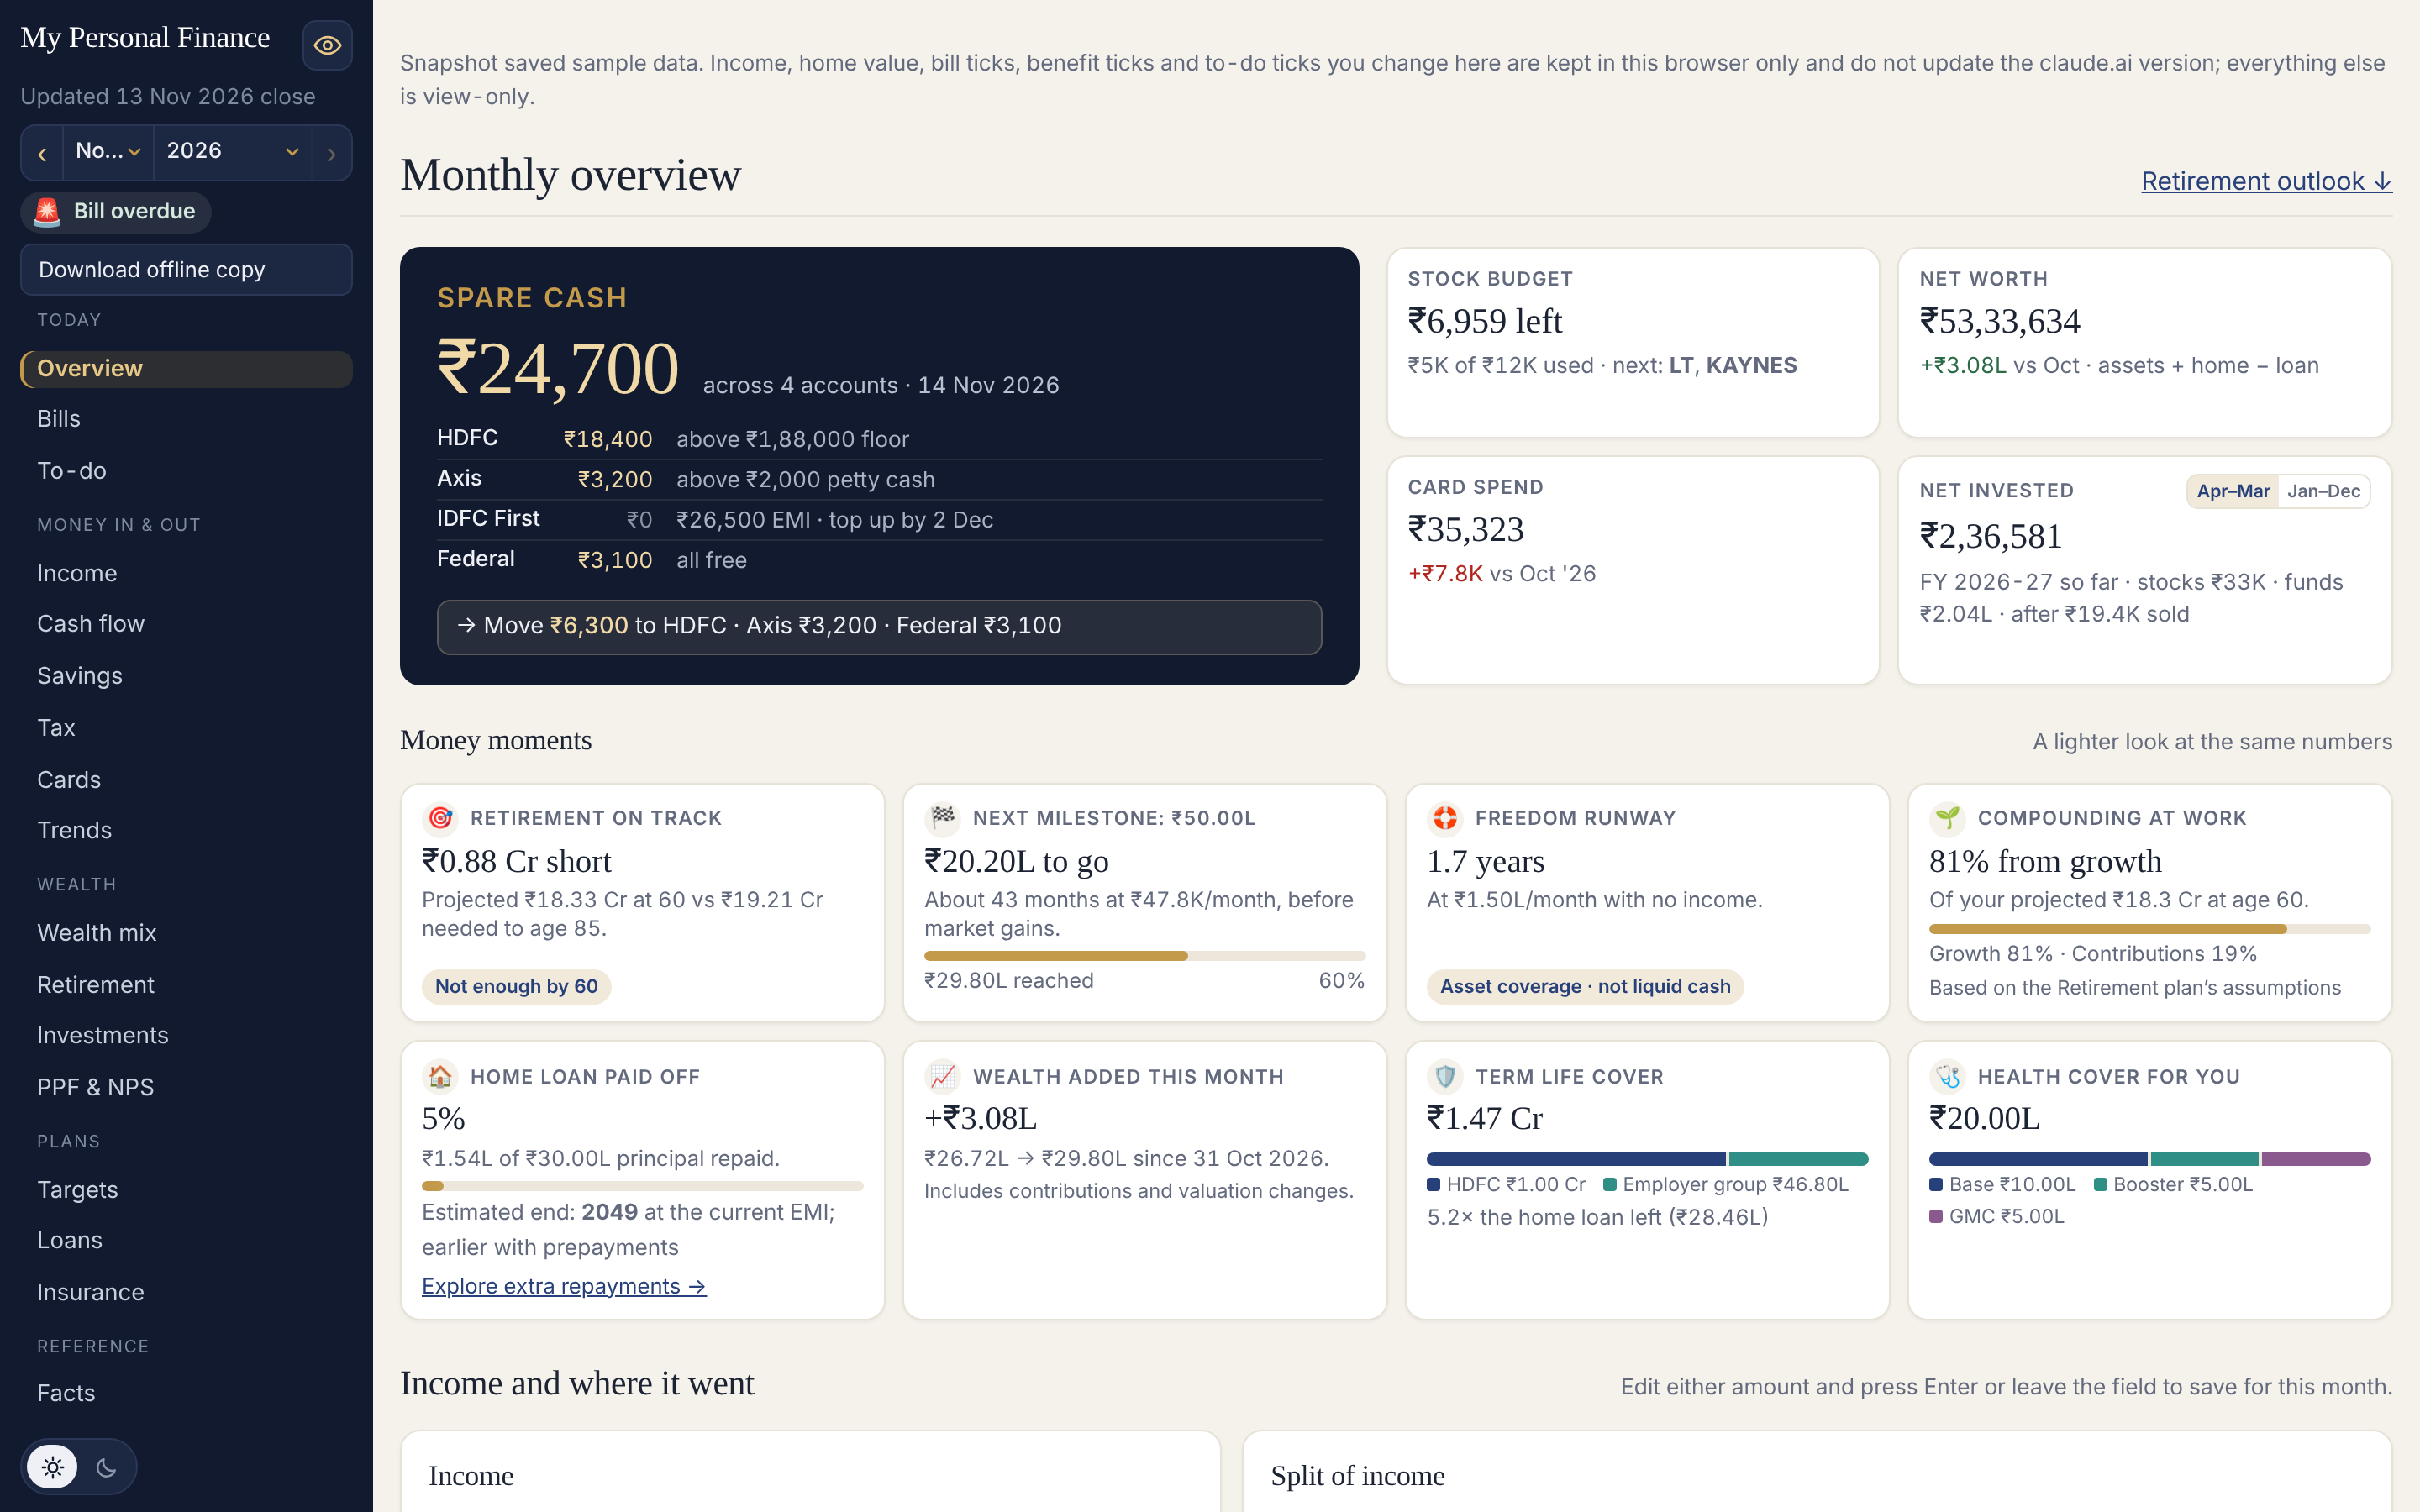 My Personal Finance
Updated 13 Nov 2026 close
‹ No... 2026 ›
🚨 Bill overdue
Download offline copy
TODAY
Overview
Bills
To-do
MONEY IN & OUT
Income
Cash flow
Savings
Tax
Cards
Trends
WEALTH
Wealth mix
Retirement
Investments
PPF & NPS
PLANS
Targets
Loans
Insurance
REFERENCE
Facts
Snapshot saved sample data. Income, home value, bill ticks, benefit ticks and to-do ticks you change here are kept in this browser only and do not update the claude.ai version; everything else
is view-only.
Monthly overview
Retirement outlook ↓
SPARE CASH
₹24,700 across 4 accounts · 14 Nov 2026
HDFC ₹18,400 above ₹1,88,000 floor
Axis ₹3,200 above ₹2,000 petty cash
IDFC First ₹0 ₹26,500 EMI · top up by 2 Dec
Federal ₹3,100 all free
→ Move ₹6,300 to HDFC · Axis ₹3,200 · Federal ₹3,100
STOCK BUDGET
₹6,959 left
₹5K of ₹12K used · next: LT, KAYNES
NET WORTH
₹53,33,634
+₹3.08L vs Oct · assets + home − loan
CARD SPEND
₹35,323
+₹7.8K vs Oct '26
NET INVESTED
Apr–Mar Jan–Dec
₹2,36,581
FY 2026-27 so far · stocks ₹33K · funds
₹2.04L · after ₹19.4K sold
Money moments
A lighter look at the same numbers
RETIREMENT ON TRACK
₹0.88 Cr short
Projected ₹18.33 Cr at 60 vs ₹19.21 Cr
needed to age 85.
Not enough by 60
NEXT MILESTONE: ₹50.00L
₹20.20L to go
About 43 months at ₹47.8K/month, before
market gains.
₹29.80L reached 60%
FREEDOM RUNWAY
1.7 years
At ₹1.50L/month with no income.
Asset coverage · not liquid cash
COMPOUNDING AT WORK
81% from growth
Of your projected ₹18.3 Cr at age 60.
Growth 81% · Contributions 19%
Based on the Retirement plan’s assumptions
HOME LOAN PAID OFF
5%
₹1.54L of ₹30.00L principal repaid.
Estimated end: 2049 at the current EMI;
earlier with prepayments
Explore extra repayments →
WEALTH ADDED THIS MONTH
+₹3.08L
₹26.72L → ₹29.80L since 31 Oct 2026.
Includes contributions and valuation changes.
TERM LIFE COVER
₹1.47 Cr
HDFC ₹1.00 Cr Employer group ₹46.80L
5.2× the home loan left (₹28.46L)
HEALTH COVER FOR YOU
₹20.00L
Base ₹10.00L Booster ₹5.00L
GMC ₹5.00L
Income and where it went
Edit either amount and press Enter or leave the field to save for this month.
Income
Split of income